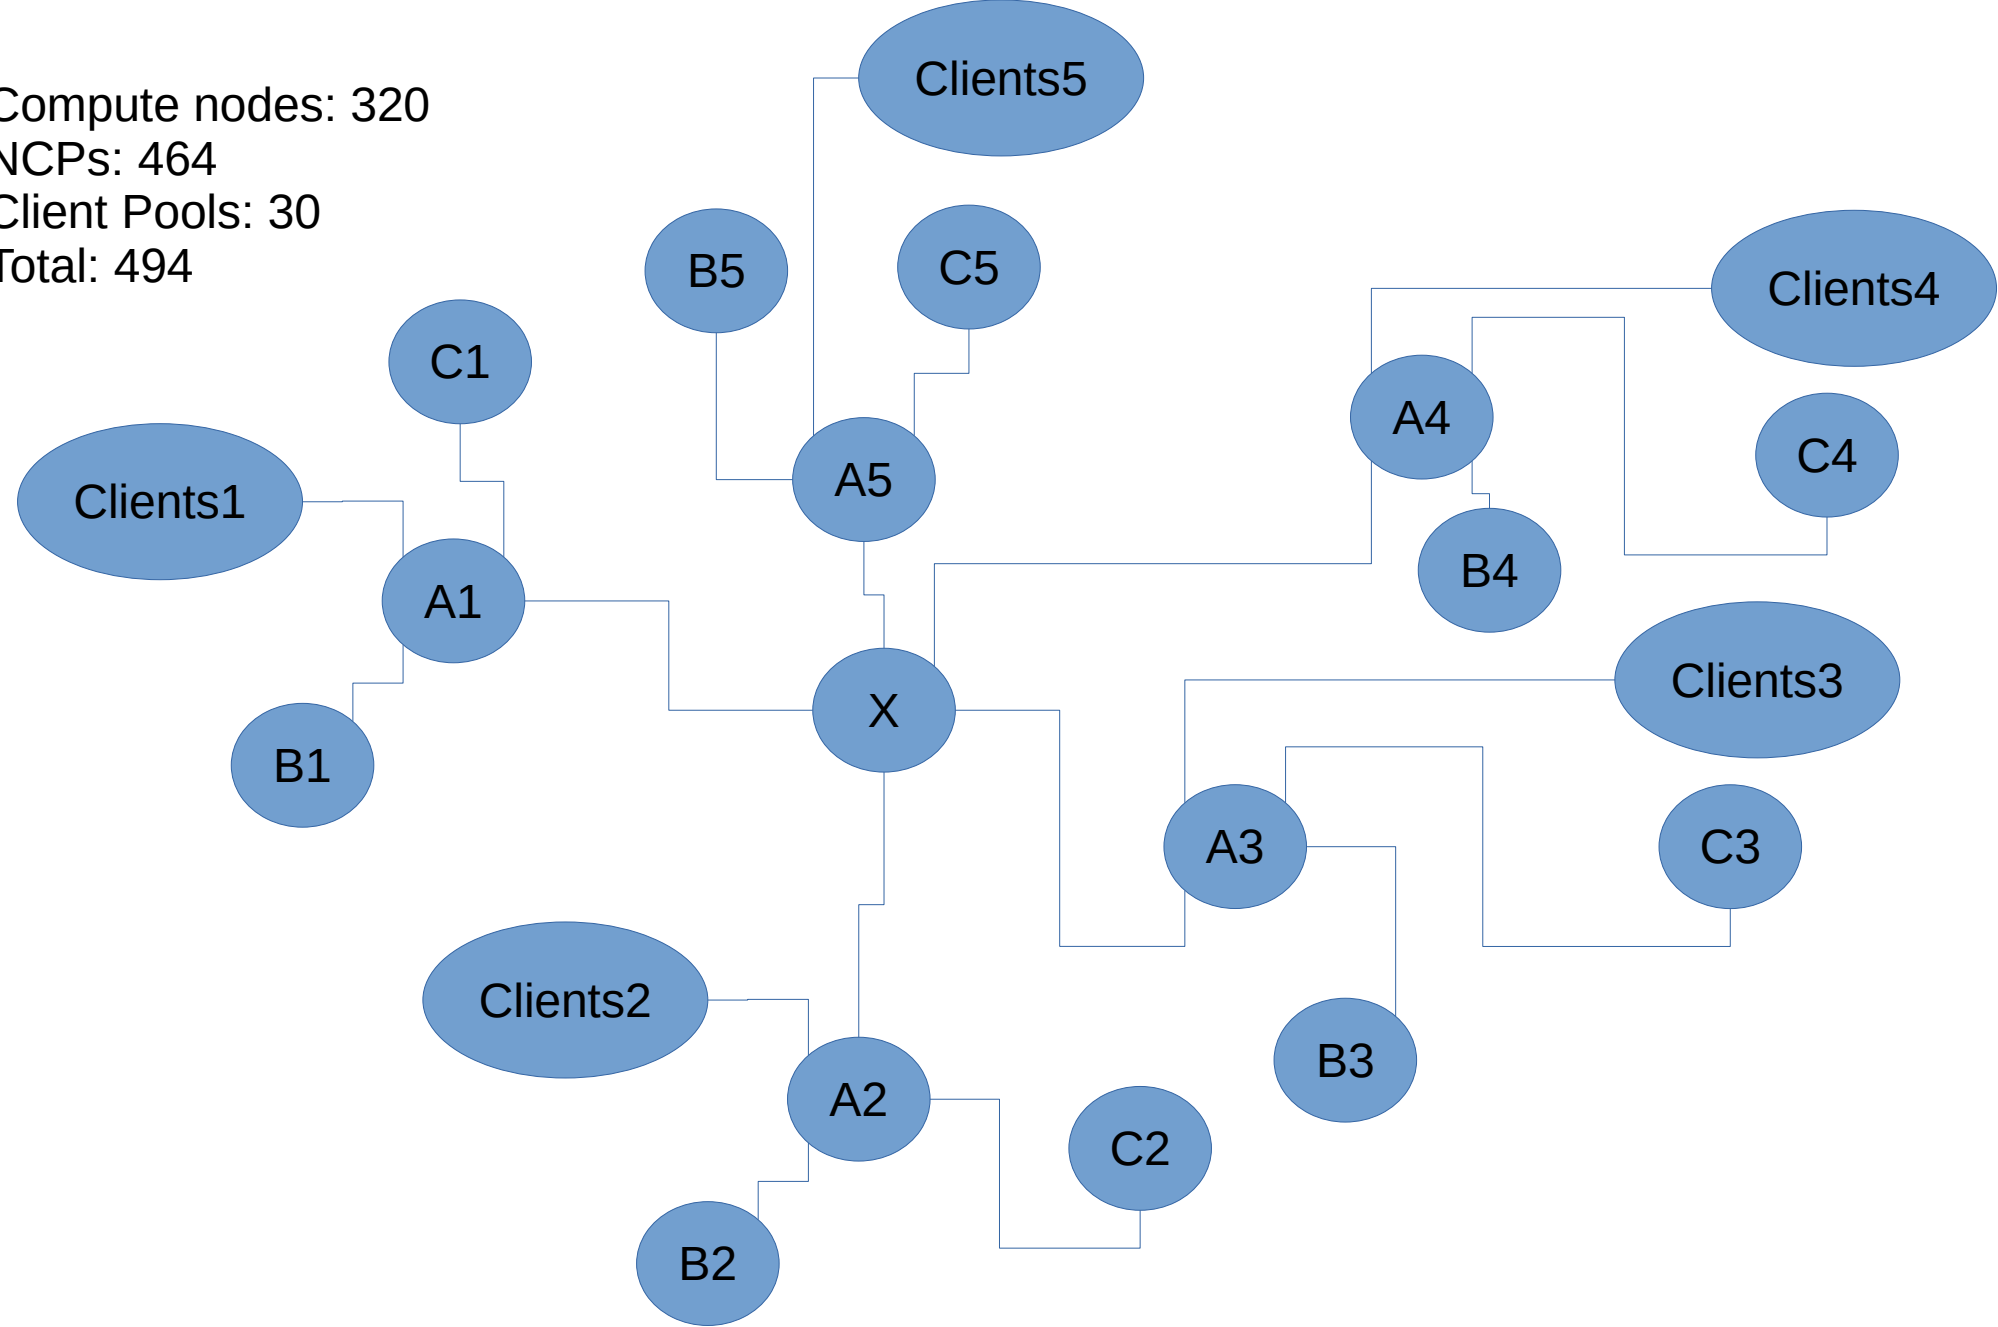 Compute nodes: 320
NCPs: 464
Client Pools: 30
Total: 494
Clients5
B5
C5
Clients4
C1
A4
C4
A5
Clients1
B4
A1
Clients3
X
B1
A3
C3
Clients2
B3
A2
C2
B2